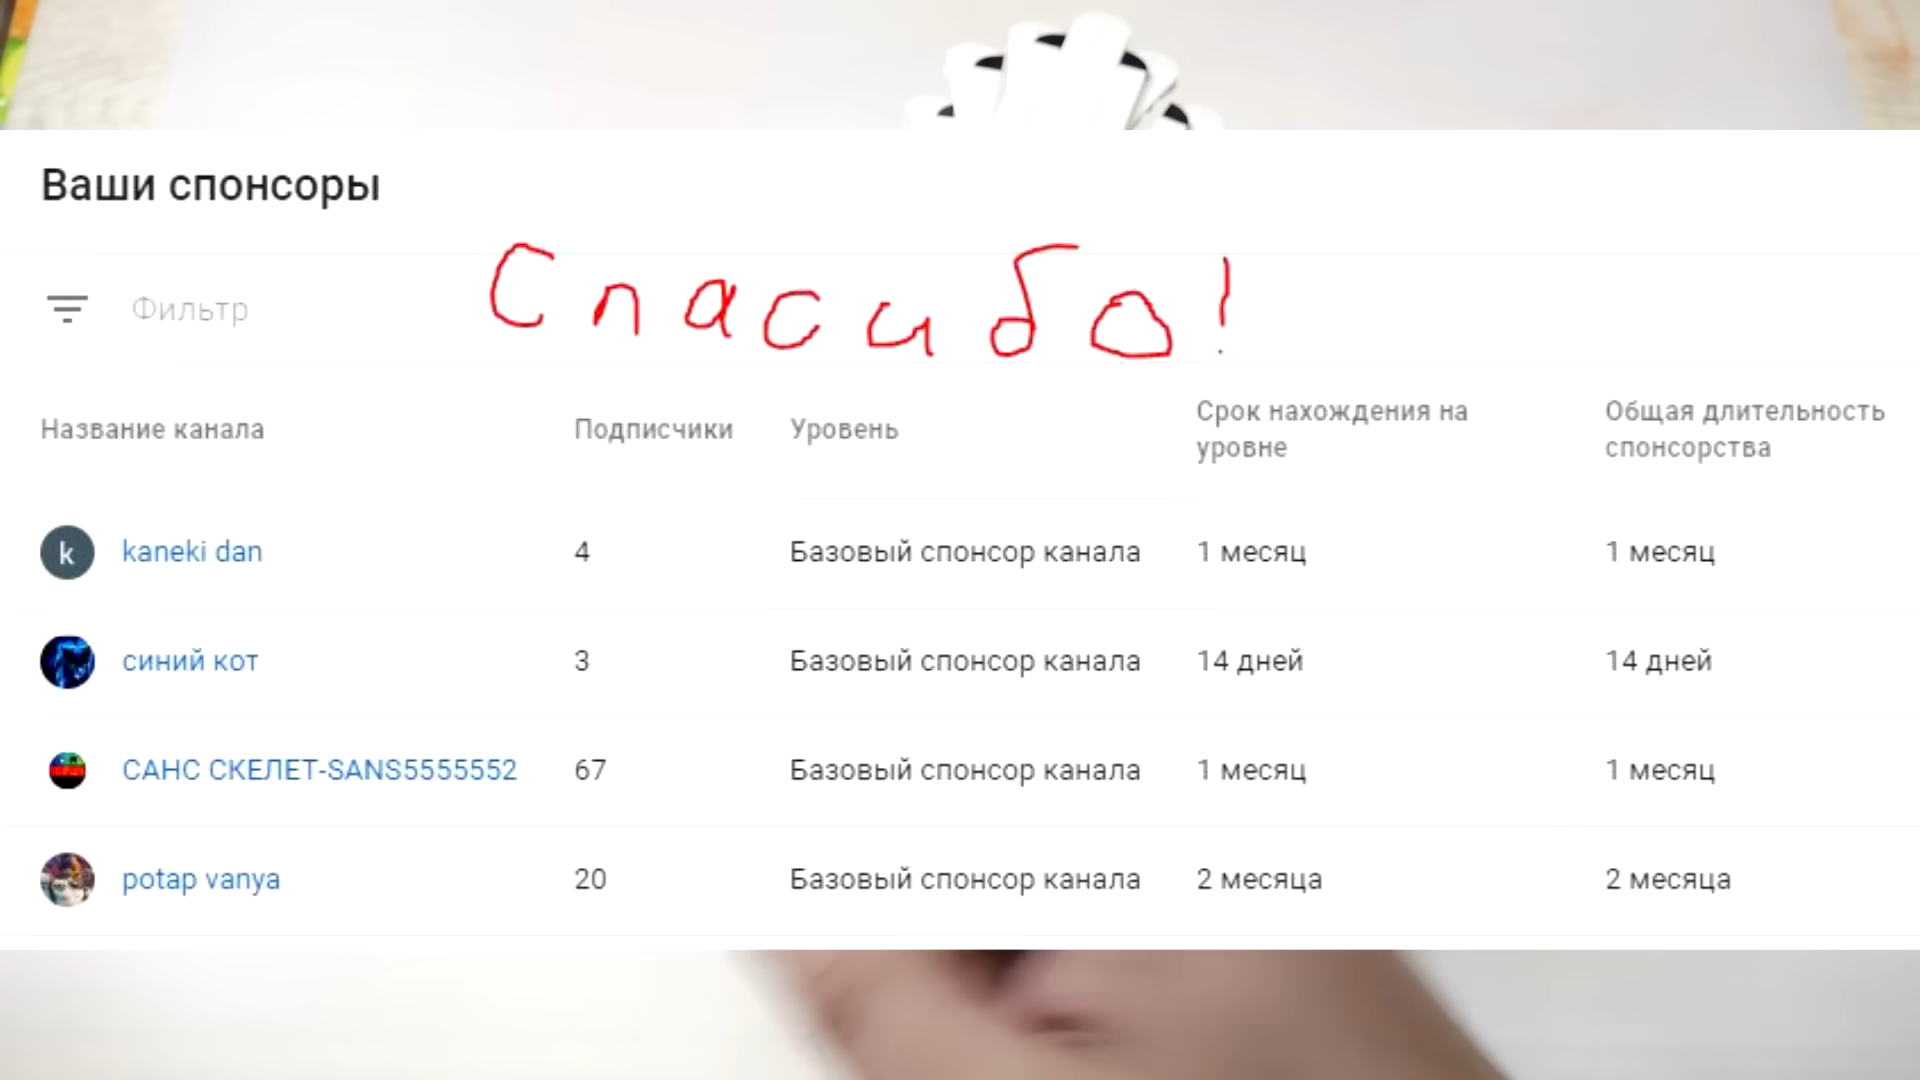 Ваши спонсоры
Фильтр
Спасибо!
Название канала Подписчики Уровень Срок нахождения на уровне Общая длительность спонсорства
k kaneki dan 4 Базовый спонсор канала 1 месяц 1 месяц
синий кот 3 Базовый спонсор канала 14 дней 14 дней
САНС СКЕЛЕТ-SANS5555552 67 Базовый спонсор канала 1 месяц 1 месяц
potap vanya 20 Базовый спонсор канала 2 месяца 2 месяца